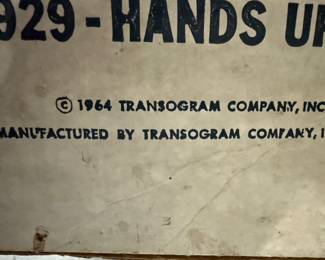 929 - HANDS UP
© 1964 TRANSOGRAM COMPANY, INC
MANUFACTURED BY TRANSOGRAM COMPANY, I